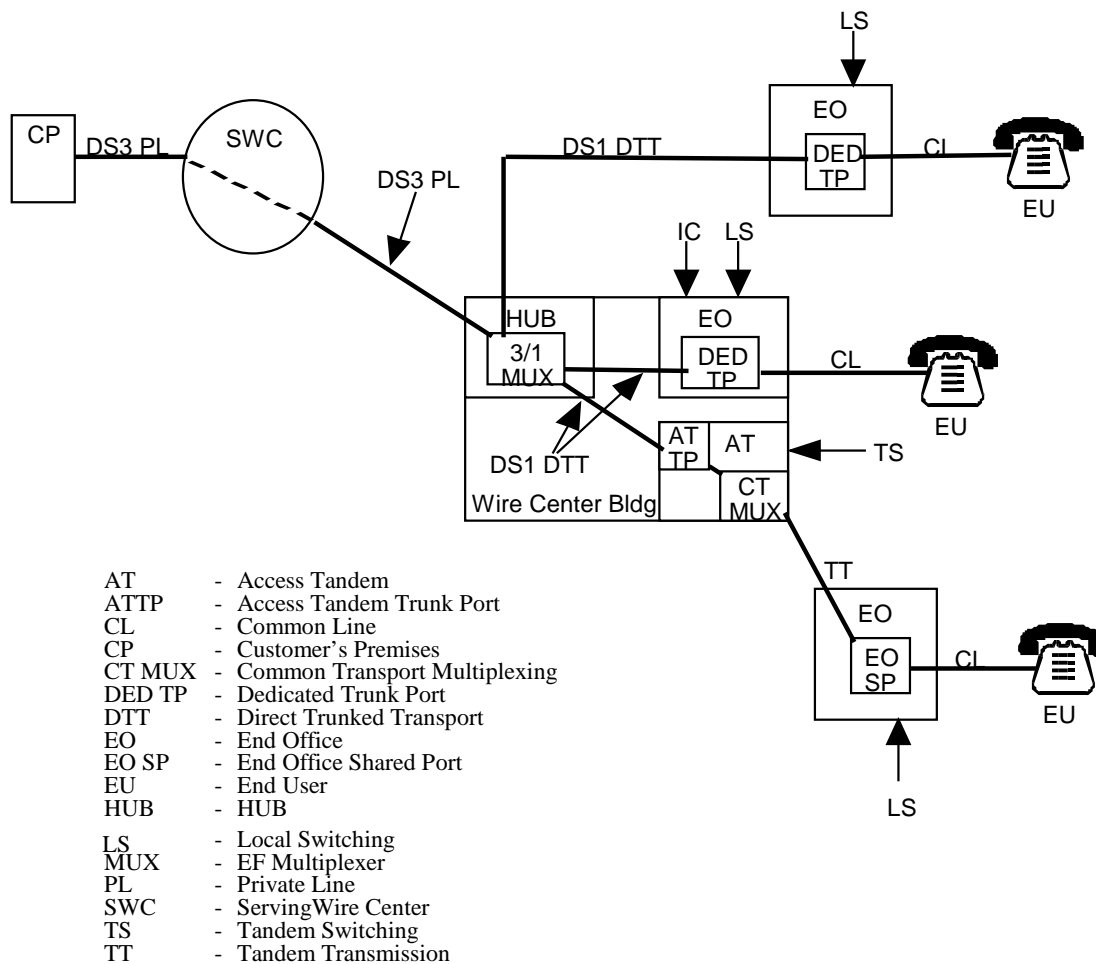 LS
CP
DS3 PL
SWC
DS1 DTT
EO
DED
TP
CL
EU
DS3 PL
IC
LS
HUB
3/1
MUX
EO
DED
TP
CL
EU
DS1 DTT
AT
TP
AT
TS
CT
MUX
Wire Center Bldg
TT
EO
EO
SP
CL
EU
LS
AT - Access Tandem
ATTP - Access Tandem Trunk Port
CL - Common Line
CP - Customer's Premises
CT MUX - Common Transport Multiplexing
DED TP - Dedicated Trunk Port
DTT - Direct Trunked Transport
EO - End Office
EO SP - End Office Shared Port
EU - End User
HUB - HUB
LS - Local Switching
MUX - EF Multiplexer
PL - Private Line
SWC - ServingWire Center
TS - Tandem Switching
TT - Tandem Transmission